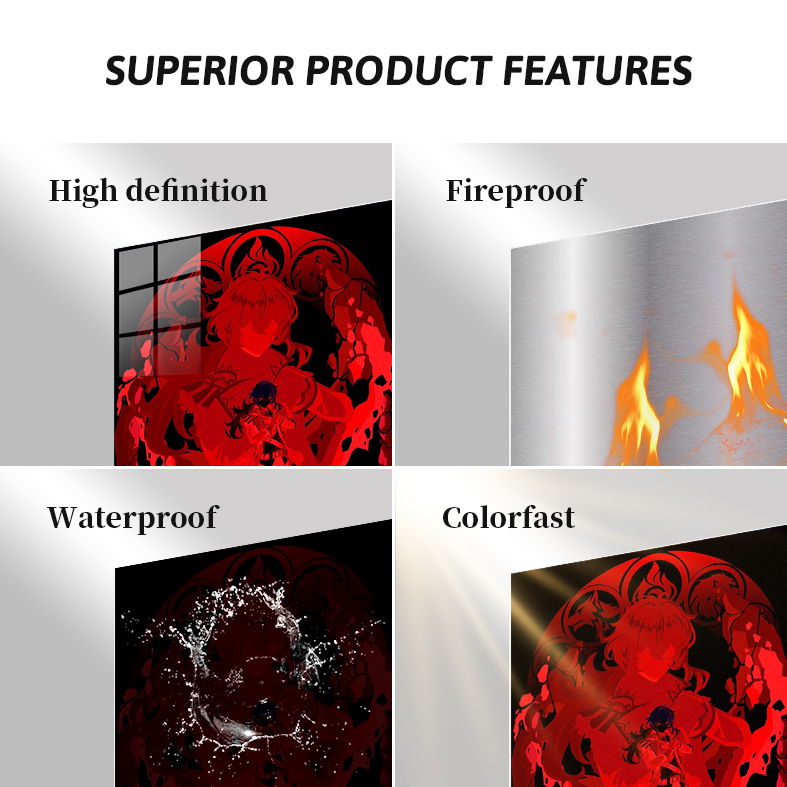 SUPERIOR PRODUCT FEATURES
High definition
Fireproof
Waterproof
Colorfast